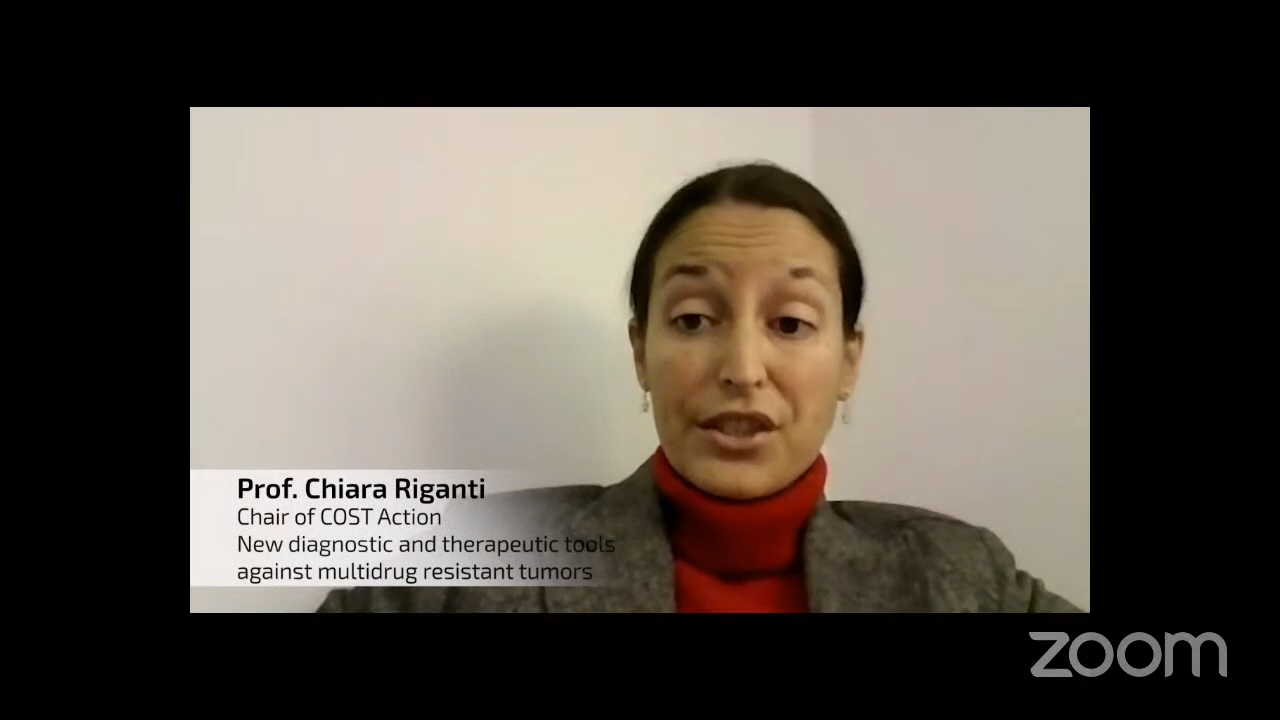 Prof. Chiara Riganti
Chair of COST Action
New diagnostic and therapeutic tools
against multidrug resistant tumors
zoom